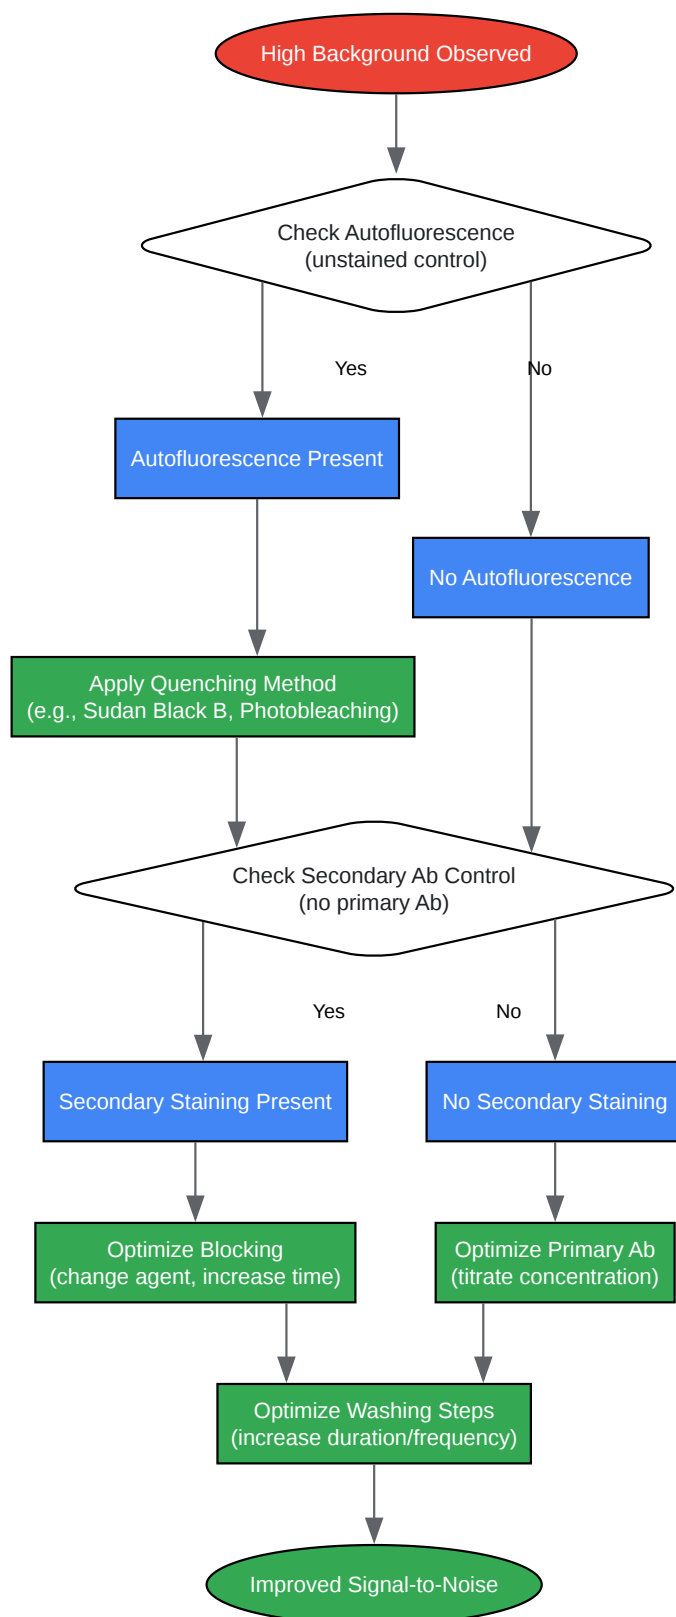 High Background Observed
Check Autofluorescence
(unstained control)
Yes
No
Autofluorescence Present
No Autofluorescence
Apply Quenching Method
(e.g., Sudan Black B, Photobleaching)
Check Secondary Ab Control
(no primary Ab)
Yes
No
Secondary Staining Present
No Secondary Staining
Optimize Blocking
(change agent, increase time)
Optimize Primary Ab
(titrate concentration)
Optimize Washing Steps
(increase duration/frequency)
Improved Signal-to-Noise